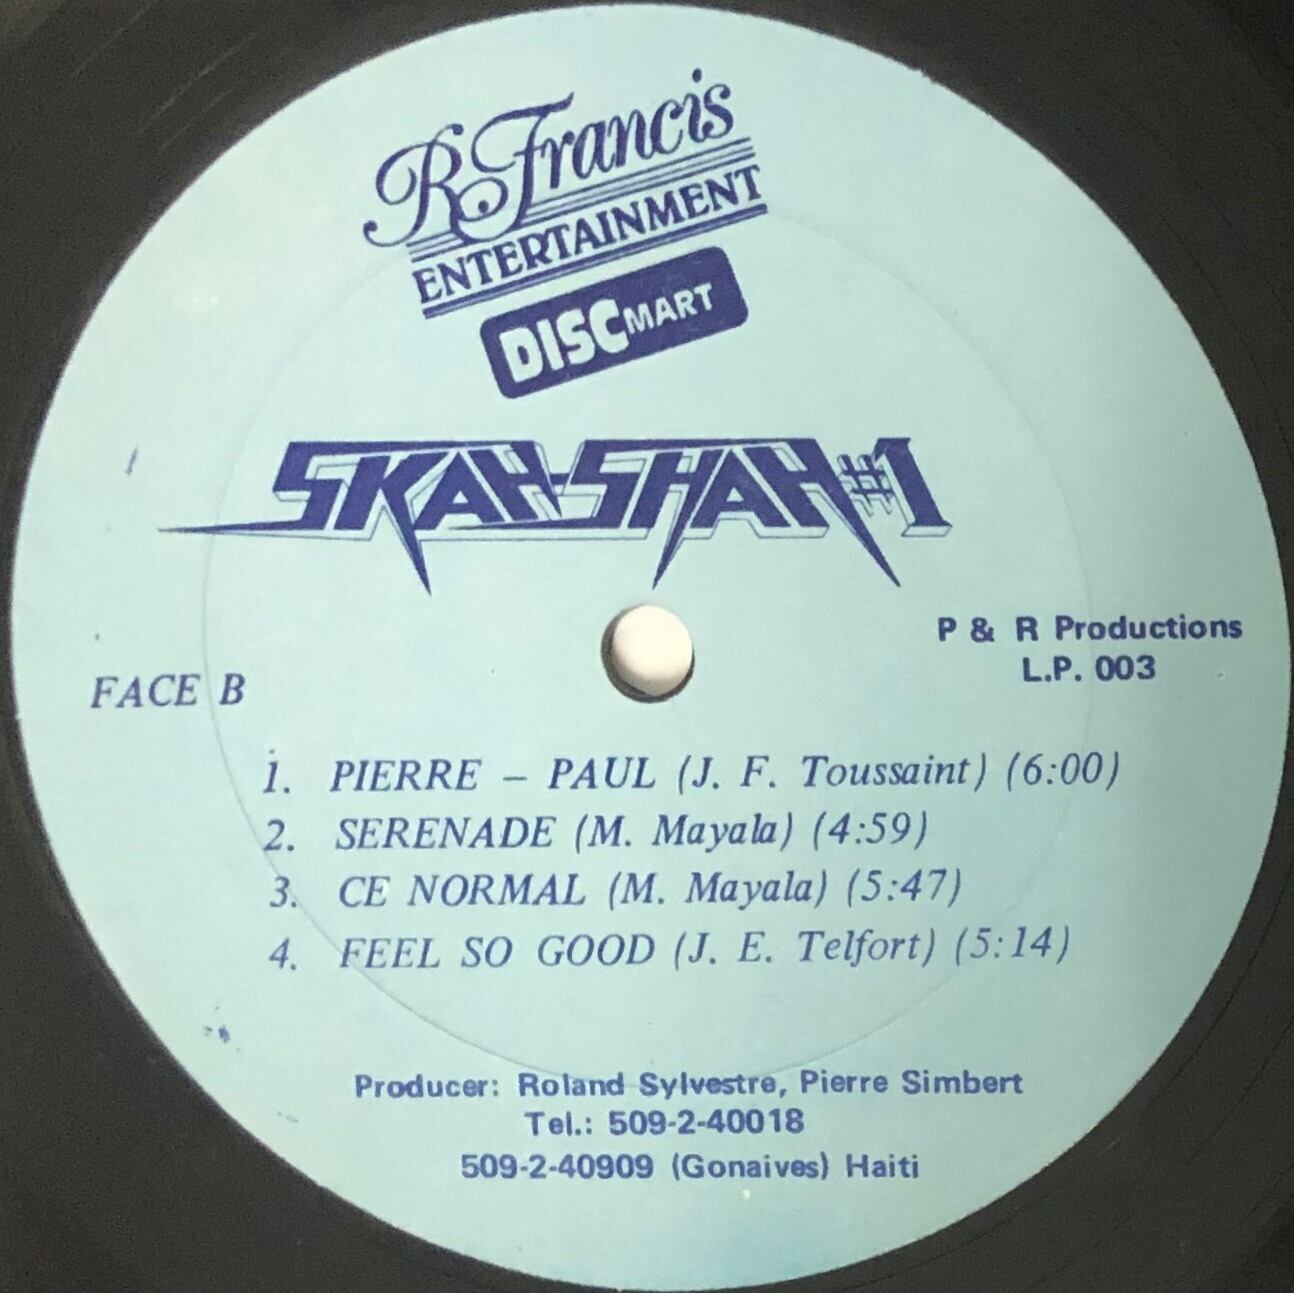 R Francis
ENTERTAINMENT
DISC MART
SKAH-SHAH #1
P & R Productions
L.P. 003
FACE B
1. PIERRE – PAUL (J. F. Toussaint) (6:00)
2. SERENADE (M. Mayala) (4:59)
3. CE NORMAL (M. Mayala) (5:47)
4. FEEL SO GOOD (J. E. Telfort) (5:14)
Producer: Roland Sylvestre, Pierre Simbert
Tel.: 509-2-40018
509-2-40909 (Gonaives) Haiti